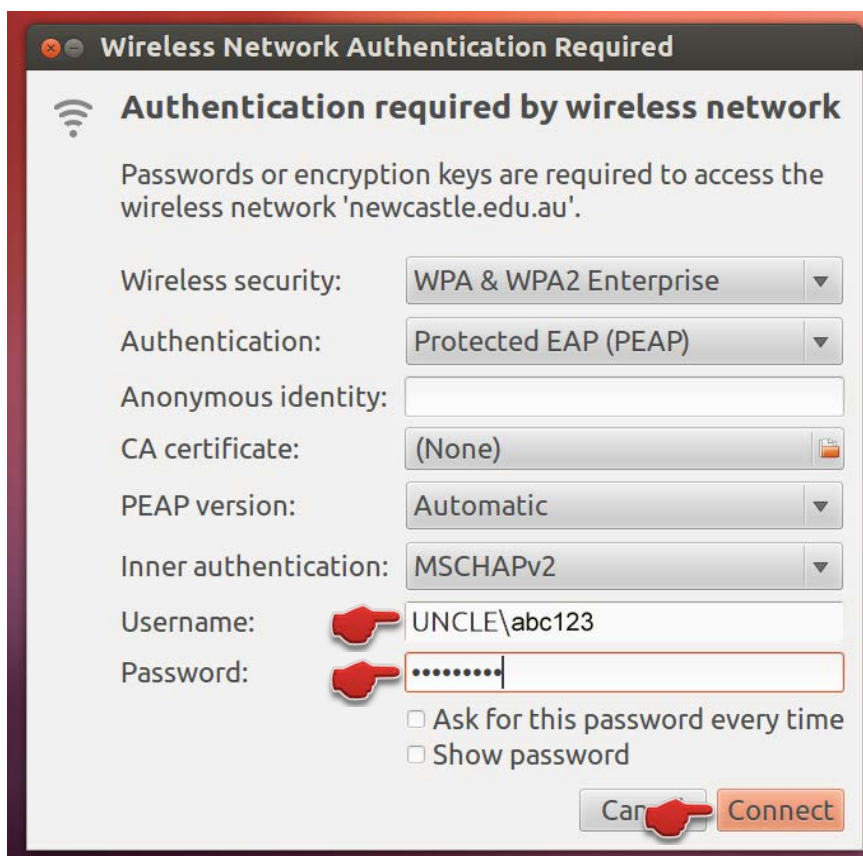 Wireless Network Authentication Required
Authentication required by wireless network
Passwords or encryption keys are required to access the
wireless network 'newcastle.edu.au'.
Wireless security: WPA & WPA2 Enterprise
Authentication: Protected EAP (PEAP)
Anonymous identity:
CA certificate: (None)
PEAP version: Automatic
Inner authentication: MSCHAPv2
Username: UNCLE\abc123
Password: •••••••••
Ask for this password every time
Show password
Connect